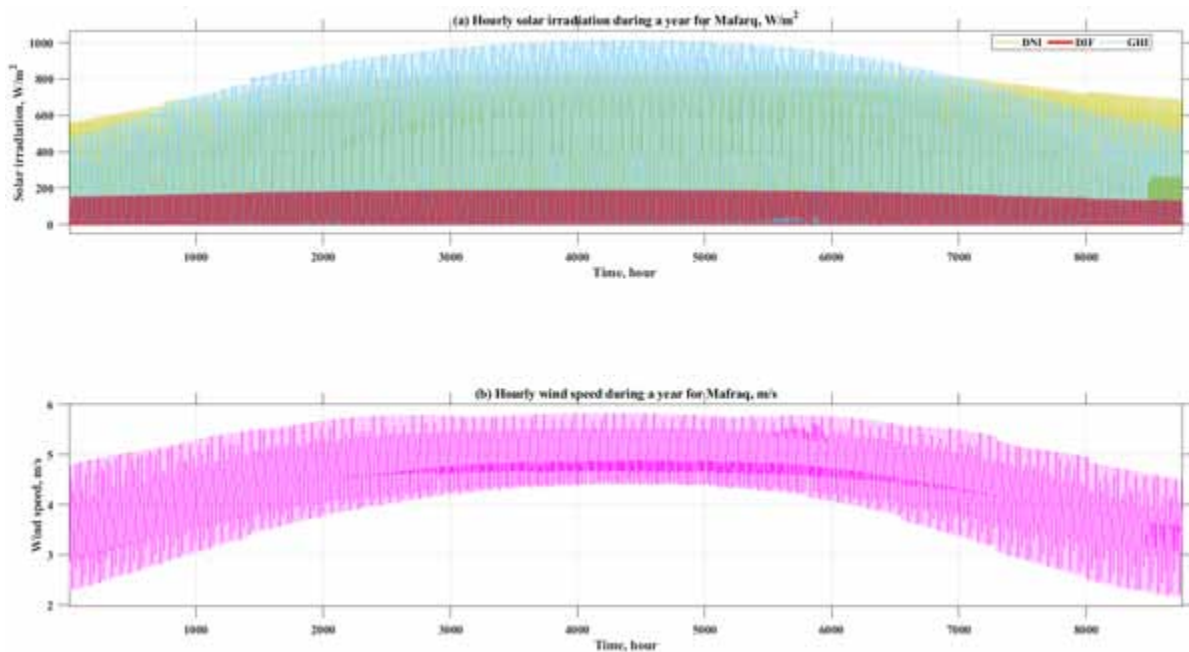 (a) Hourly solar irradiation during a year for Mafarq, W/m²
DNI DIF GHI
Solar irradiation, W/m²
1000
800
600
400
200
0
1000 2000 3000 4000 5000 6000 7000 8000
Time, hour
(b) Hourly wind speed during a year for Mafraq, m/s
Wind speed, m/s
6
5
4
3
2
1000 2000 3000 4000 5000 6000 7000 8000
Time, hour